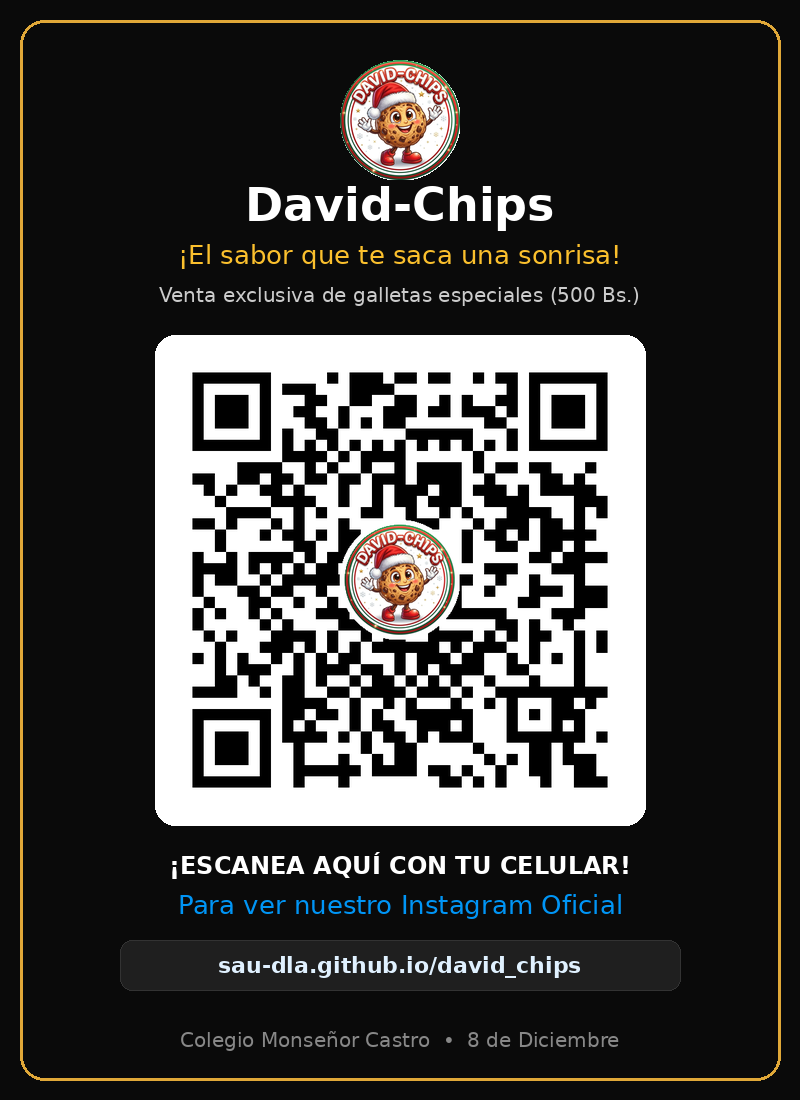 DAVID-CHIPS
David-Chips
¡El sabor que te saca una sonrisa!
Venta exclusiva de galletas especiales (500 Bs.)
DAVID-CHIPS
¡ESCANEA AQUÍ CON TU CELULAR!
Para ver nuestro Instagram Oficial
sau-dla.github.io/david_chips
Colegio Monseñor Castro • 8 de Diciembre